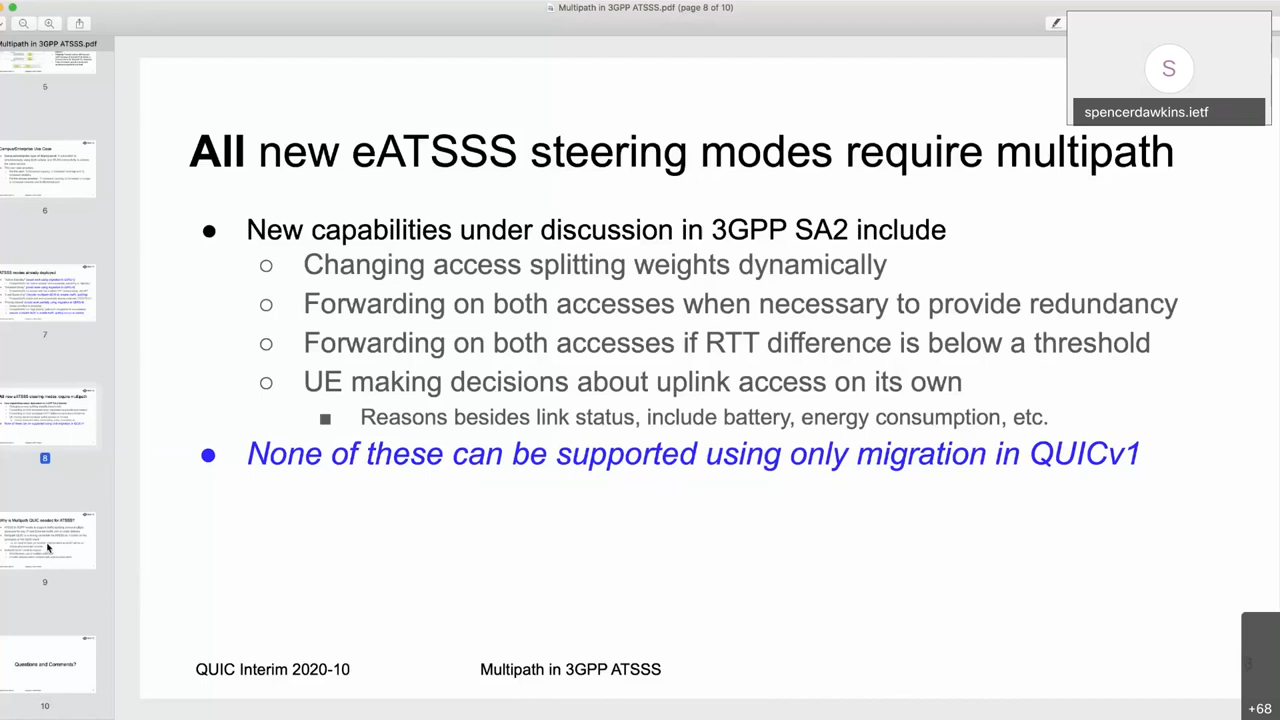 Multipath in 3GPP ATSSS.pdf (page 8 of 10)
Multipath in 3GPP ATSSS.pdf
S
spencerdawkins.ietf
5
6
7
8
9
Questions and Comments?
10
All new eATSSS steering modes require multipath
● New capabilities under discussion in 3GPP SA2 include
○ Changing access splitting weights dynamically
○ Forwarding on both accesses when necessary to provide redundancy
○ Forwarding on both accesses if RTT difference is below a threshold
○ UE making decisions about uplink access on its own
■ Reasons besides link status, include battery, energy consumption, etc.
● None of these can be supported using only migration in QUICv1
QUIC Interim 2020-10
Multipath in 3GPP ATSSS
+68